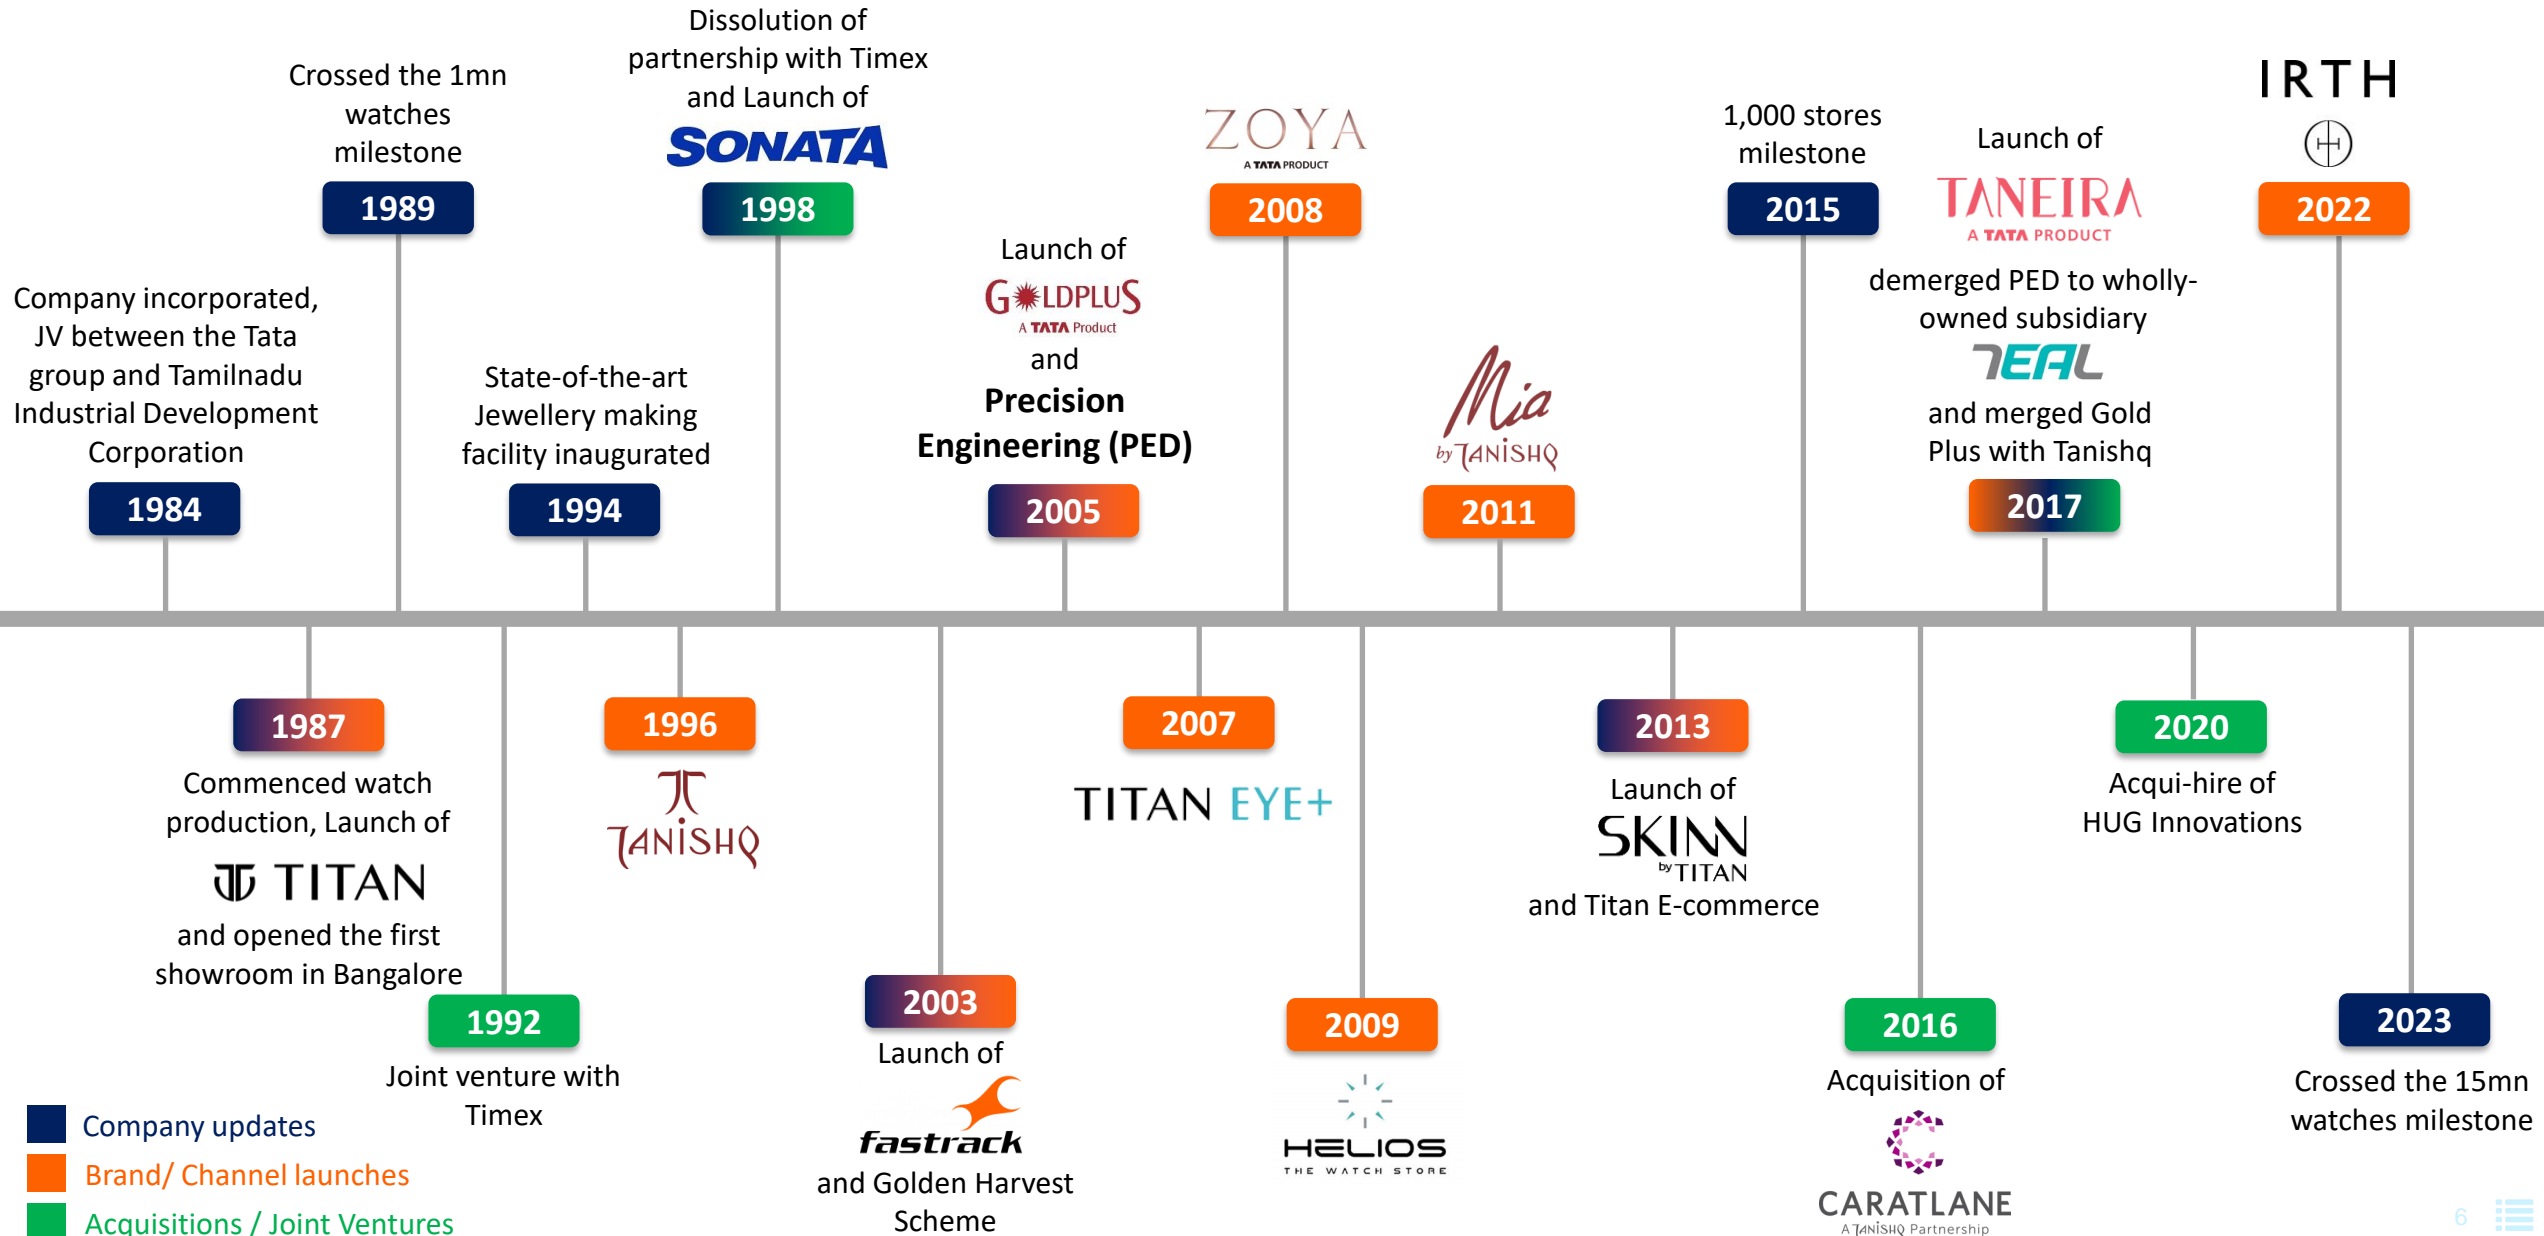 Company incorporated,
JV between the Tata
group and Tamilnadu
Industrial Development
Corporation
1984
Crossed the 1mn
watches
milestone
1989
State-of-the-art
Jewellery making
facility inaugurated
1994
Dissolution of
partnership with Timex
and Launch of
SONATA
1998
Launch of
GOLDPLUS
A TATA Product
and
Precision
Engineering (PED)
2005
ZOYA
A TATA PRODUCT
2008
Mia
by TANISHQ
2011
1,000 stores
milestone
2015
Launch of
TANEIRA
A TATA PRODUCT
demerged PED to wholly-
owned subsidiary
TEAL
and merged Gold
Plus with Tanishq
2017
IRTH
2022
1987
Commenced watch
production, Launch of
TITAN
and opened the first
showroom in Bangalore
1992
Joint venture with
Timex
1996
TANISHQ
2003
Launch of
fastrack
and Golden Harvest
Scheme
2007
TITAN EYE+
2009
HELIOS
THE WATCH STORE
2013
Launch of
SKINN
by TITAN
and Titan E-commerce
2016
Acquisition of
CARATLANE
A TANISHQ Partnership
2020
Acqui-hire of
HUG Innovations
2023
Crossed the 15mn
watches milestone
Company updates
Brand/ Channel launches
Acquisitions / Joint Ventures
6